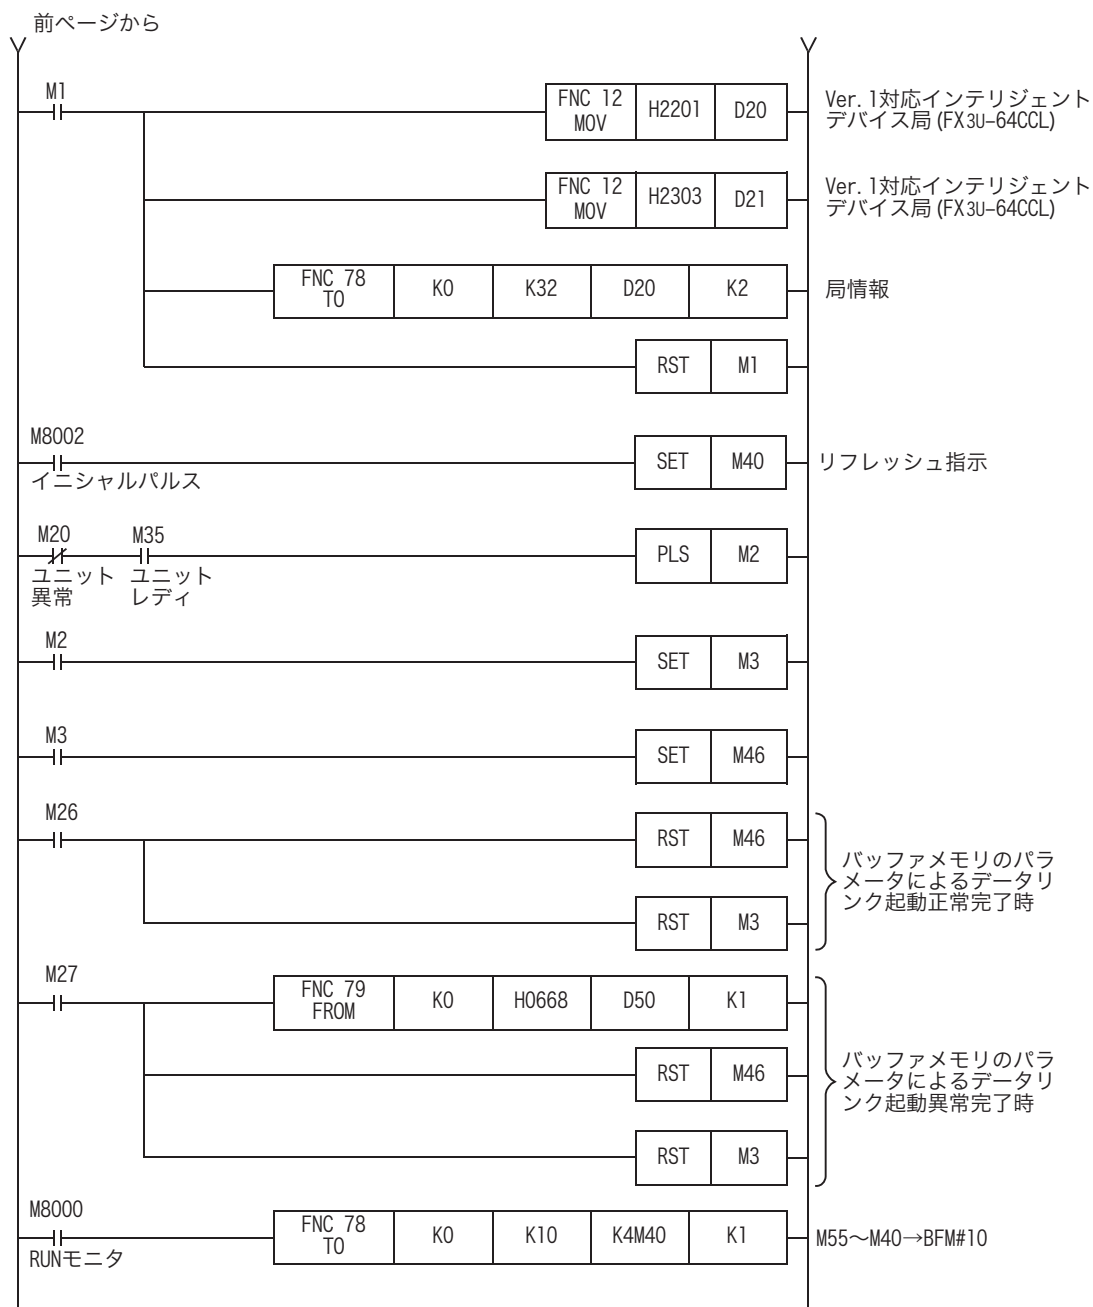 前ページから
M1
FNC 12
MOV
H2201
D20
Ver. 1対応インテリジェント
デバイス局 (FX3U–64CCL)
FNC 12
MOV
H2303
D21
Ver. 1対応インテリジェント
デバイス局 (FX3U–64CCL)
FNC 78
TO
K0
K32
D20
K2
局情報
RST
M1
M8002
イニシャルパルス
SET
M40
リフレッシュ指示
M20
ユニット
異常
M35
ユニット
レディ
PLS
M2
M2
SET
M3
M3
SET
M46
M26
RST
M46
RST
M3
バッファメモリのパラ
メータによるデータリ
ンク起動正常完了時
M27
FNC 79
FROM
K0
H0668
D50
K1
RST
M46
RST
M3
バッファメモリのパラ
メータによるデータリ
ンク起動異常完了時
M8000
RUNモニタ
FNC 78
TO
K0
K10
K4M40
K1
M55～M40→BFM#10